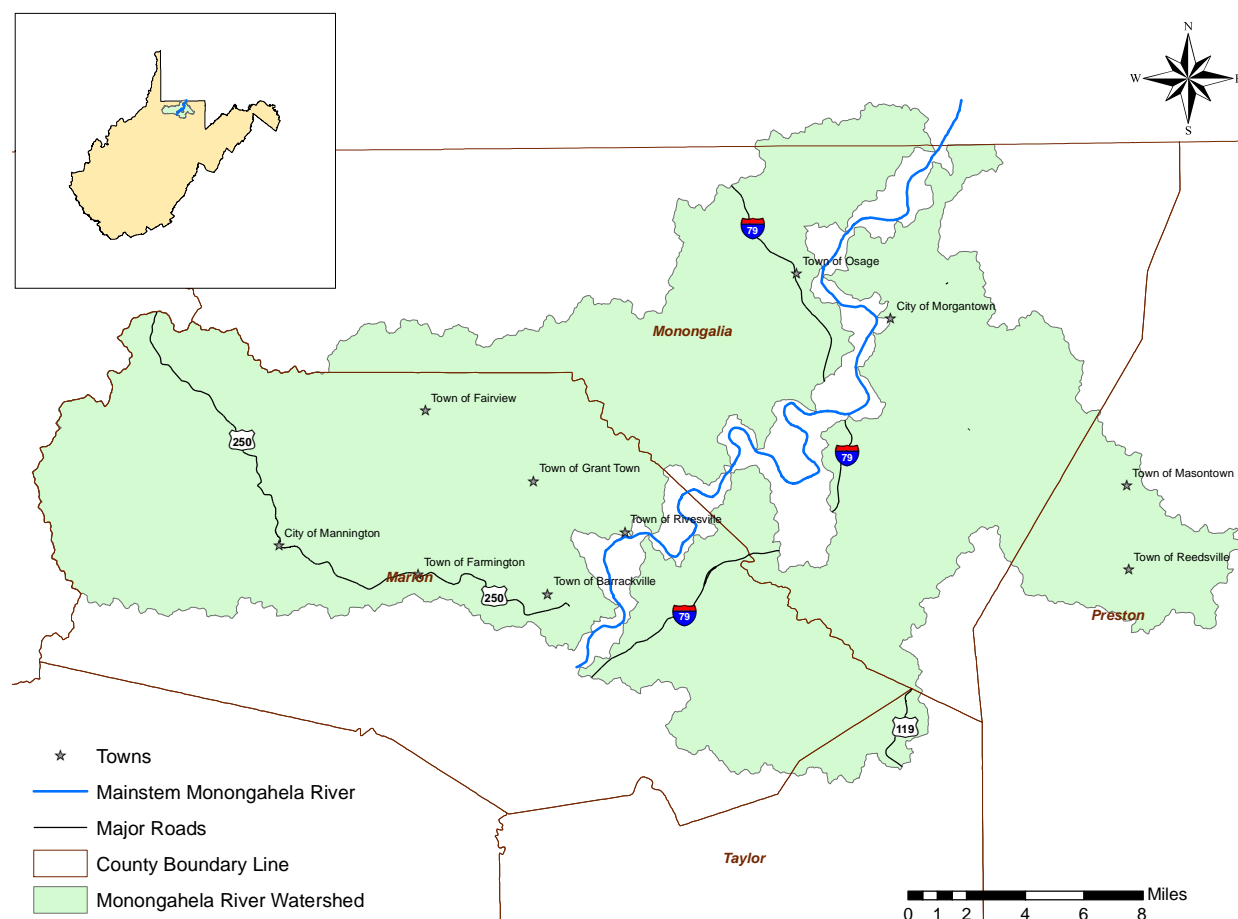 N
W
E
S
79
Town of Osage
City of Morgantown
Monongalia
Town of Fairview
250
79
Town of Grant Town
Town of Masontown
Town of Rivesville
City of Mannington
Town of Farmington
Marion
Town of Barrackville
250
79
Town of Reedsville
Preston
119
Towns
Mainstem Monongahela River
Major Roads
County Boundary Line
Monongahela River Watershed
Taylor
Miles
0 1 2 4 6 8